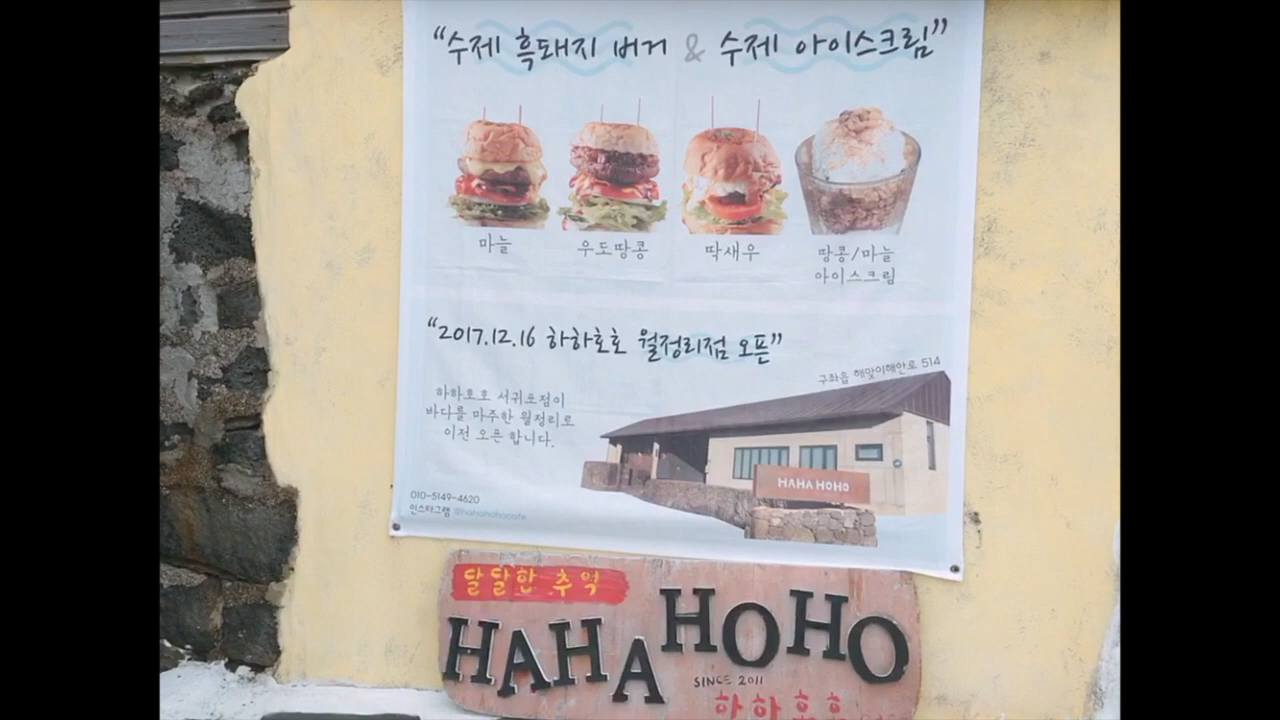 “수제 흑돼지 버거 & 수제 아이스크림”
마늘
우도땅콩
딱새우
땅콩/마늘
아이스크림
“2017.12.16 하하호호 월정리점 오픈”
구좌읍 해맞이해안로 514
하하호호 서귀포점이
바다를 마주한 월정리로
이전 오픈 합니다.
HAHA HOHO
010-5149-4620
인스타그램 @hahahohocafe
달달한 추억
HAHA HOHO
SINCE 2011
하하호호